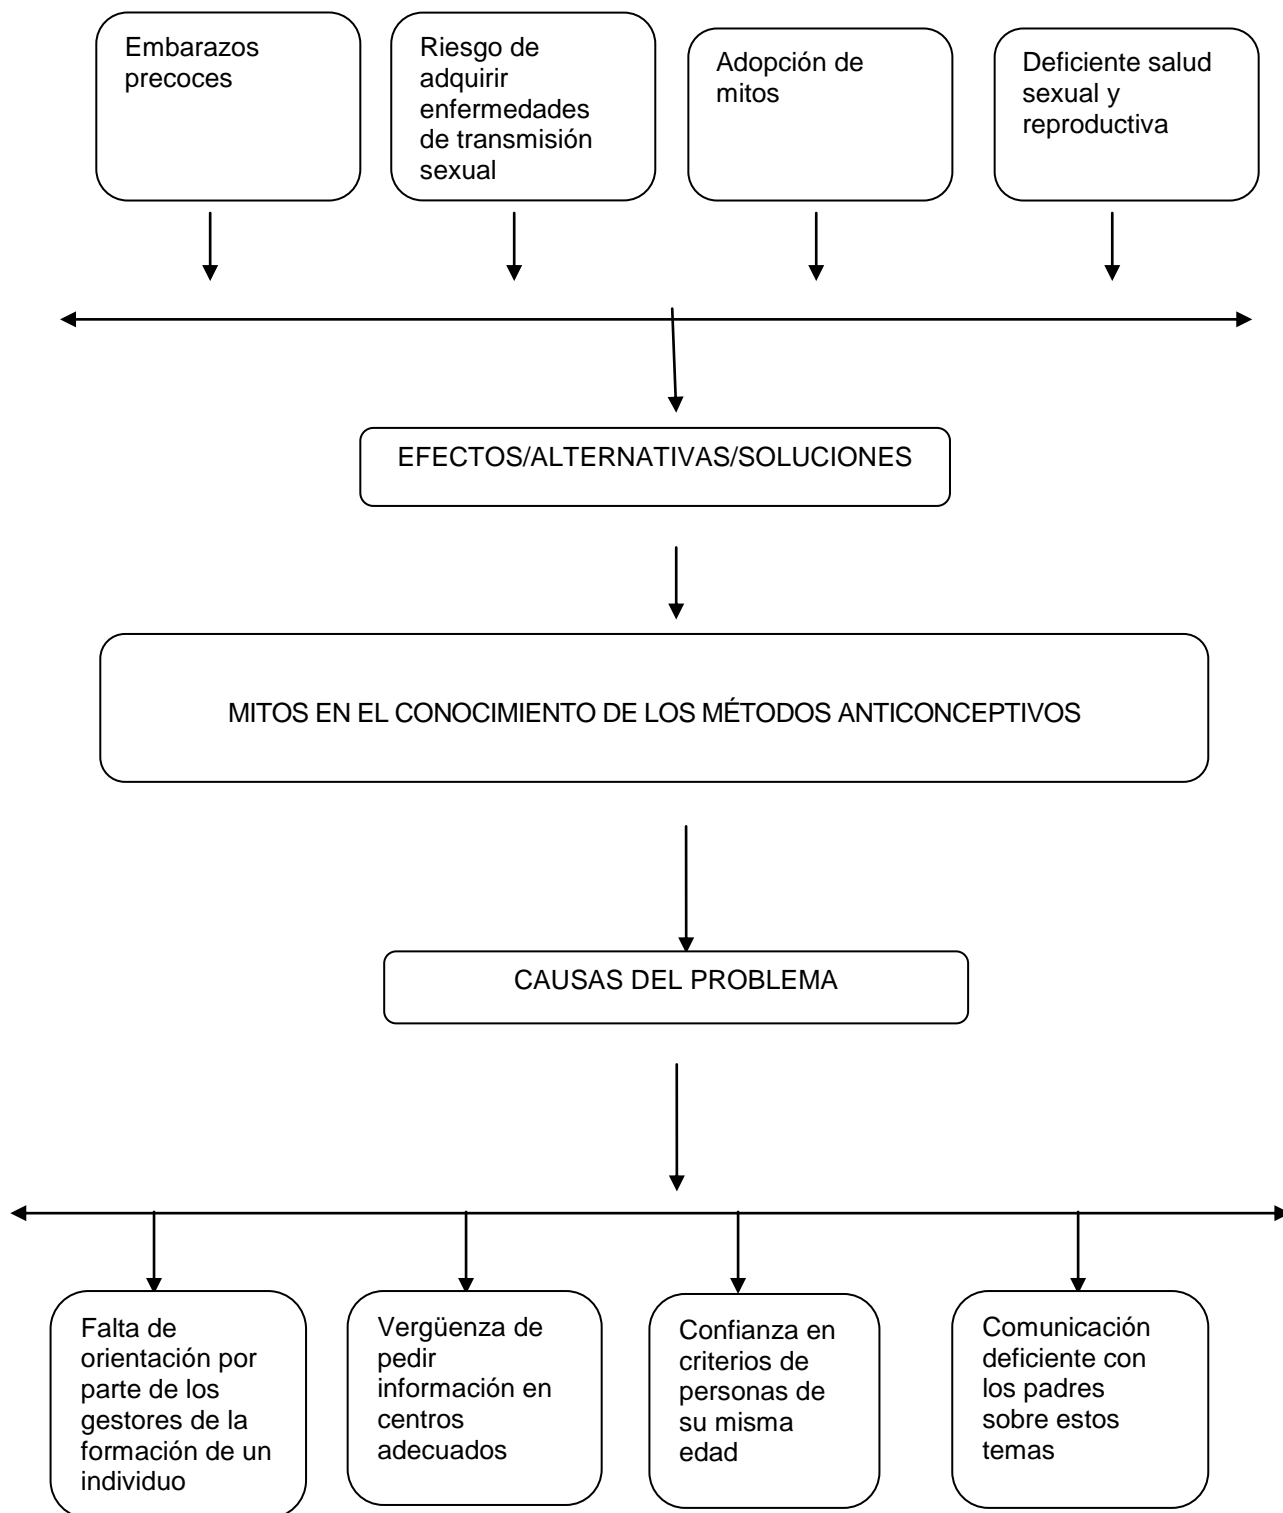 Embarazos
precoces
Riesgo de
adquirir
enfermedades
de transmisión
sexual
Adopción de
mitos
Deficiente salud
sexual y
reproductiva
EFECTOS/ALTERNATIVAS/SOLUCIONES
MITOS EN EL CONOCIMIENTO DE LOS MÉTODOS ANTICONCEPTIVOS
CAUSAS DEL PROBLEMA
Falta de
orientación por
parte de los
gestores de la
formación de un
individuo
Vergüenza de
pedir
información en
centros
adecuados
Confianza en
criterios de
personas de
su misma
edad
Comunicación
deficiente con
los padres
sobre estos
temas